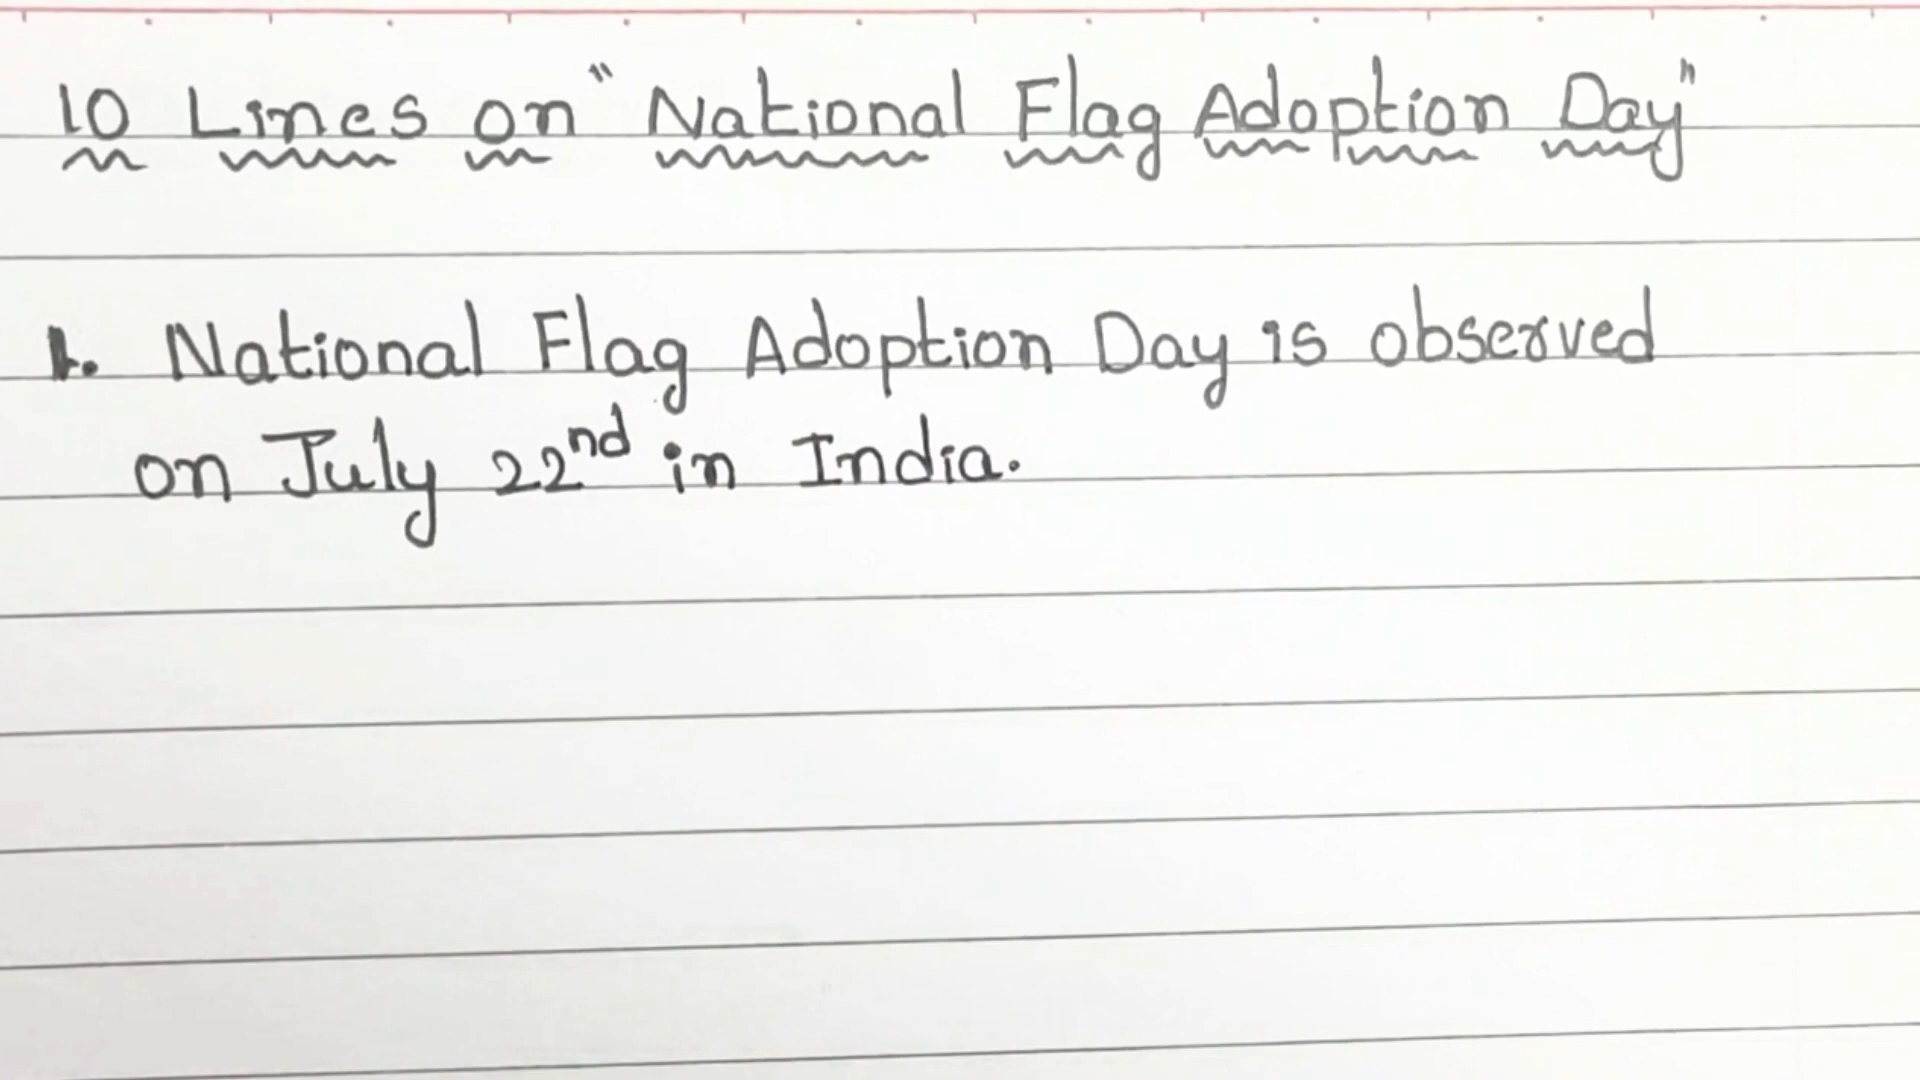 10 Lines on "National Flag Adoption Day"
1. National Flag Adoption Day is observed
on July 22nd in India.